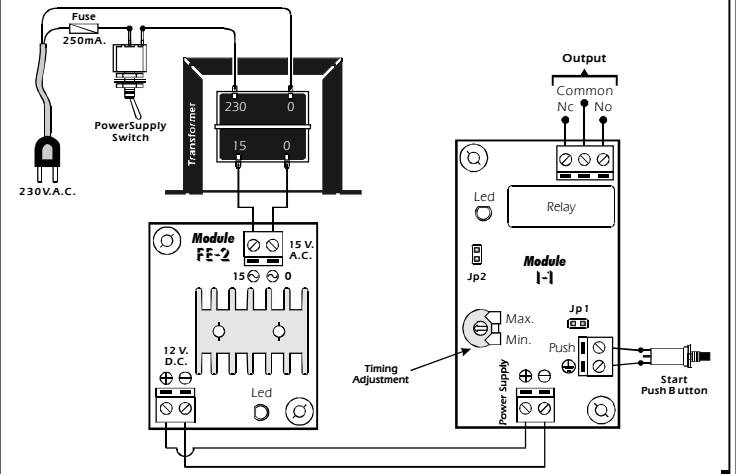 Fuse
250mA.
PowerSupply
Switch
230V.A.C.
Transformer
230 0
15 0
Output
Common
Nc No
Led
Relay
Jp2
Module
I-1
Jp1
Max.
Min.
Push
Timing
Adjustment
Power Supply
Start
Push Button
Module
FE-2
15 V.
A.C.
15 0
12 V.
D.C.
Led